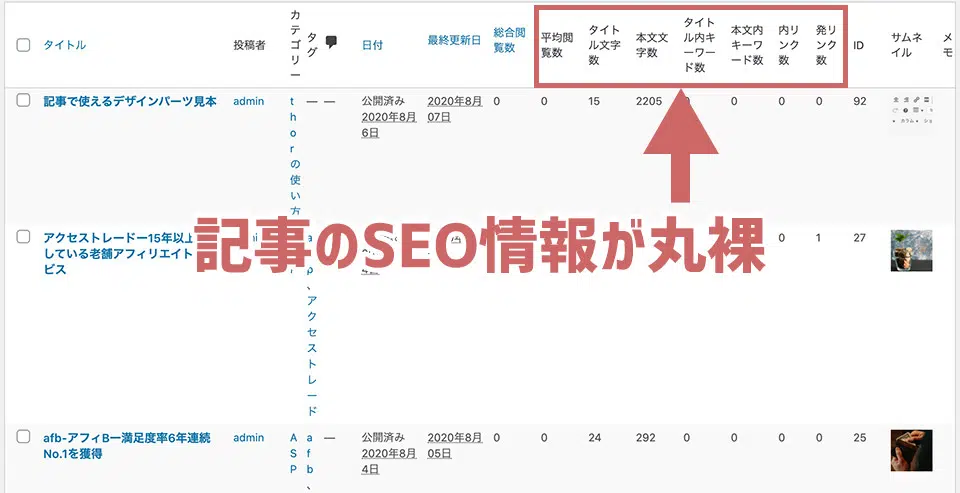 タイトル
投稿者
カテゴリー
タグ
日付
最終更新日
総合閲
覧数
平均閲
覧数
タイト
ル文字
数
本文文
字数
タイト
ル内キ
ーワー
ド数
本文内
キーワ
ード数
内リ
ンク
数
発リ
ンク
数
ID
サムネ
イル
メモ
記事で使えるデザインパーツ見本
admin
thorの使い方
—
—
公開済み
2020年8月
6日
2020年8月
07日
0
0
15
2205
0
0
0
92
記事のSEO情報が丸裸
アクセストレードー15年以上
している老舗アフィリエイト
ビス
、アクセストレード
0
1
27
afb-アフィBー満足度率6年連続
No.1を獲得
admin
ASP
afb、
—
公開済み
2020年8月
4日
2020年8月
05日
0
0
24
292
0
0
0
0
25